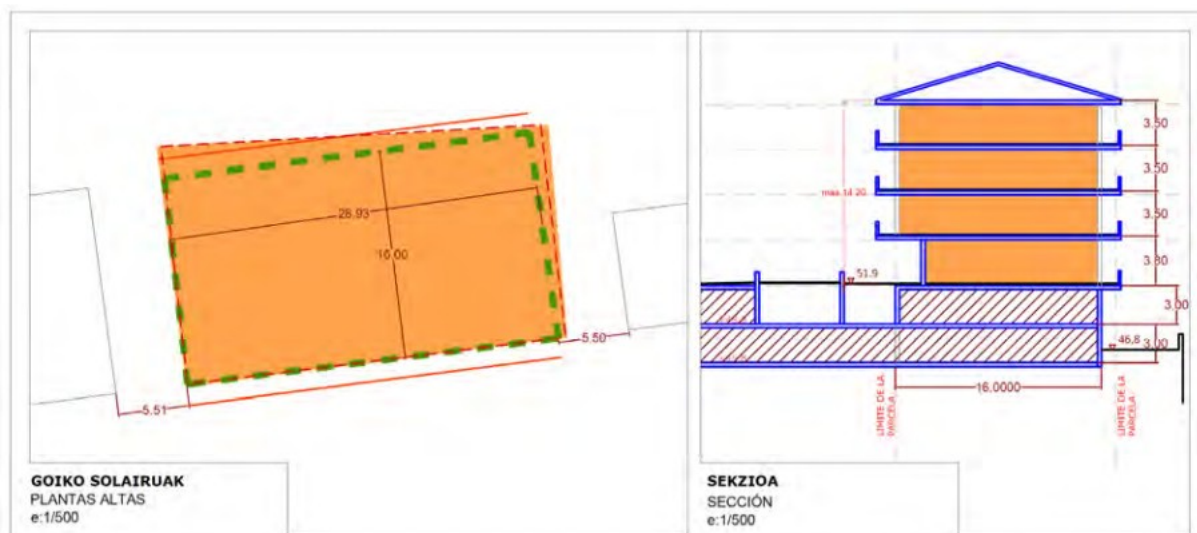 28.93
16.00
5.50
5.51
GOIKO SOLAIRUAK
PLANTAS ALTAS
e:1/500
3.50
3.50
3.50
3.80
3.00
3.00
51.9
46.8
16.0000
LIMITE DE LA
PARCELA
LIMITE DE LA
PARCELA
SEKZIOA
SECCIÓN
e:1/500